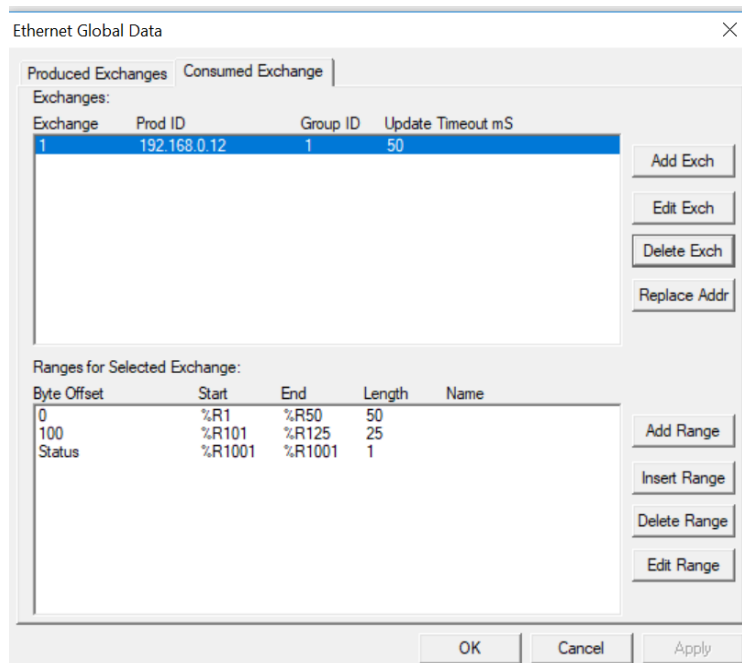 Ethernet Global Data
Produced Exchanges Consumed Exchange
Exchanges:
Exchange Prod ID Group ID Update Timeout mS
1 192.168.0.12 1 50
Add Exch
Edit Exch
Delete Exch
Replace Addr
Ranges for Selected Exchange:
Byte Offset Start End Length Name
0 %R1 %R50 50
100 %R101 %R125 25
Status %R1001 %R1001 1
Add Range
Insert Range
Delete Range
Edit Range
OK Cancel Apply